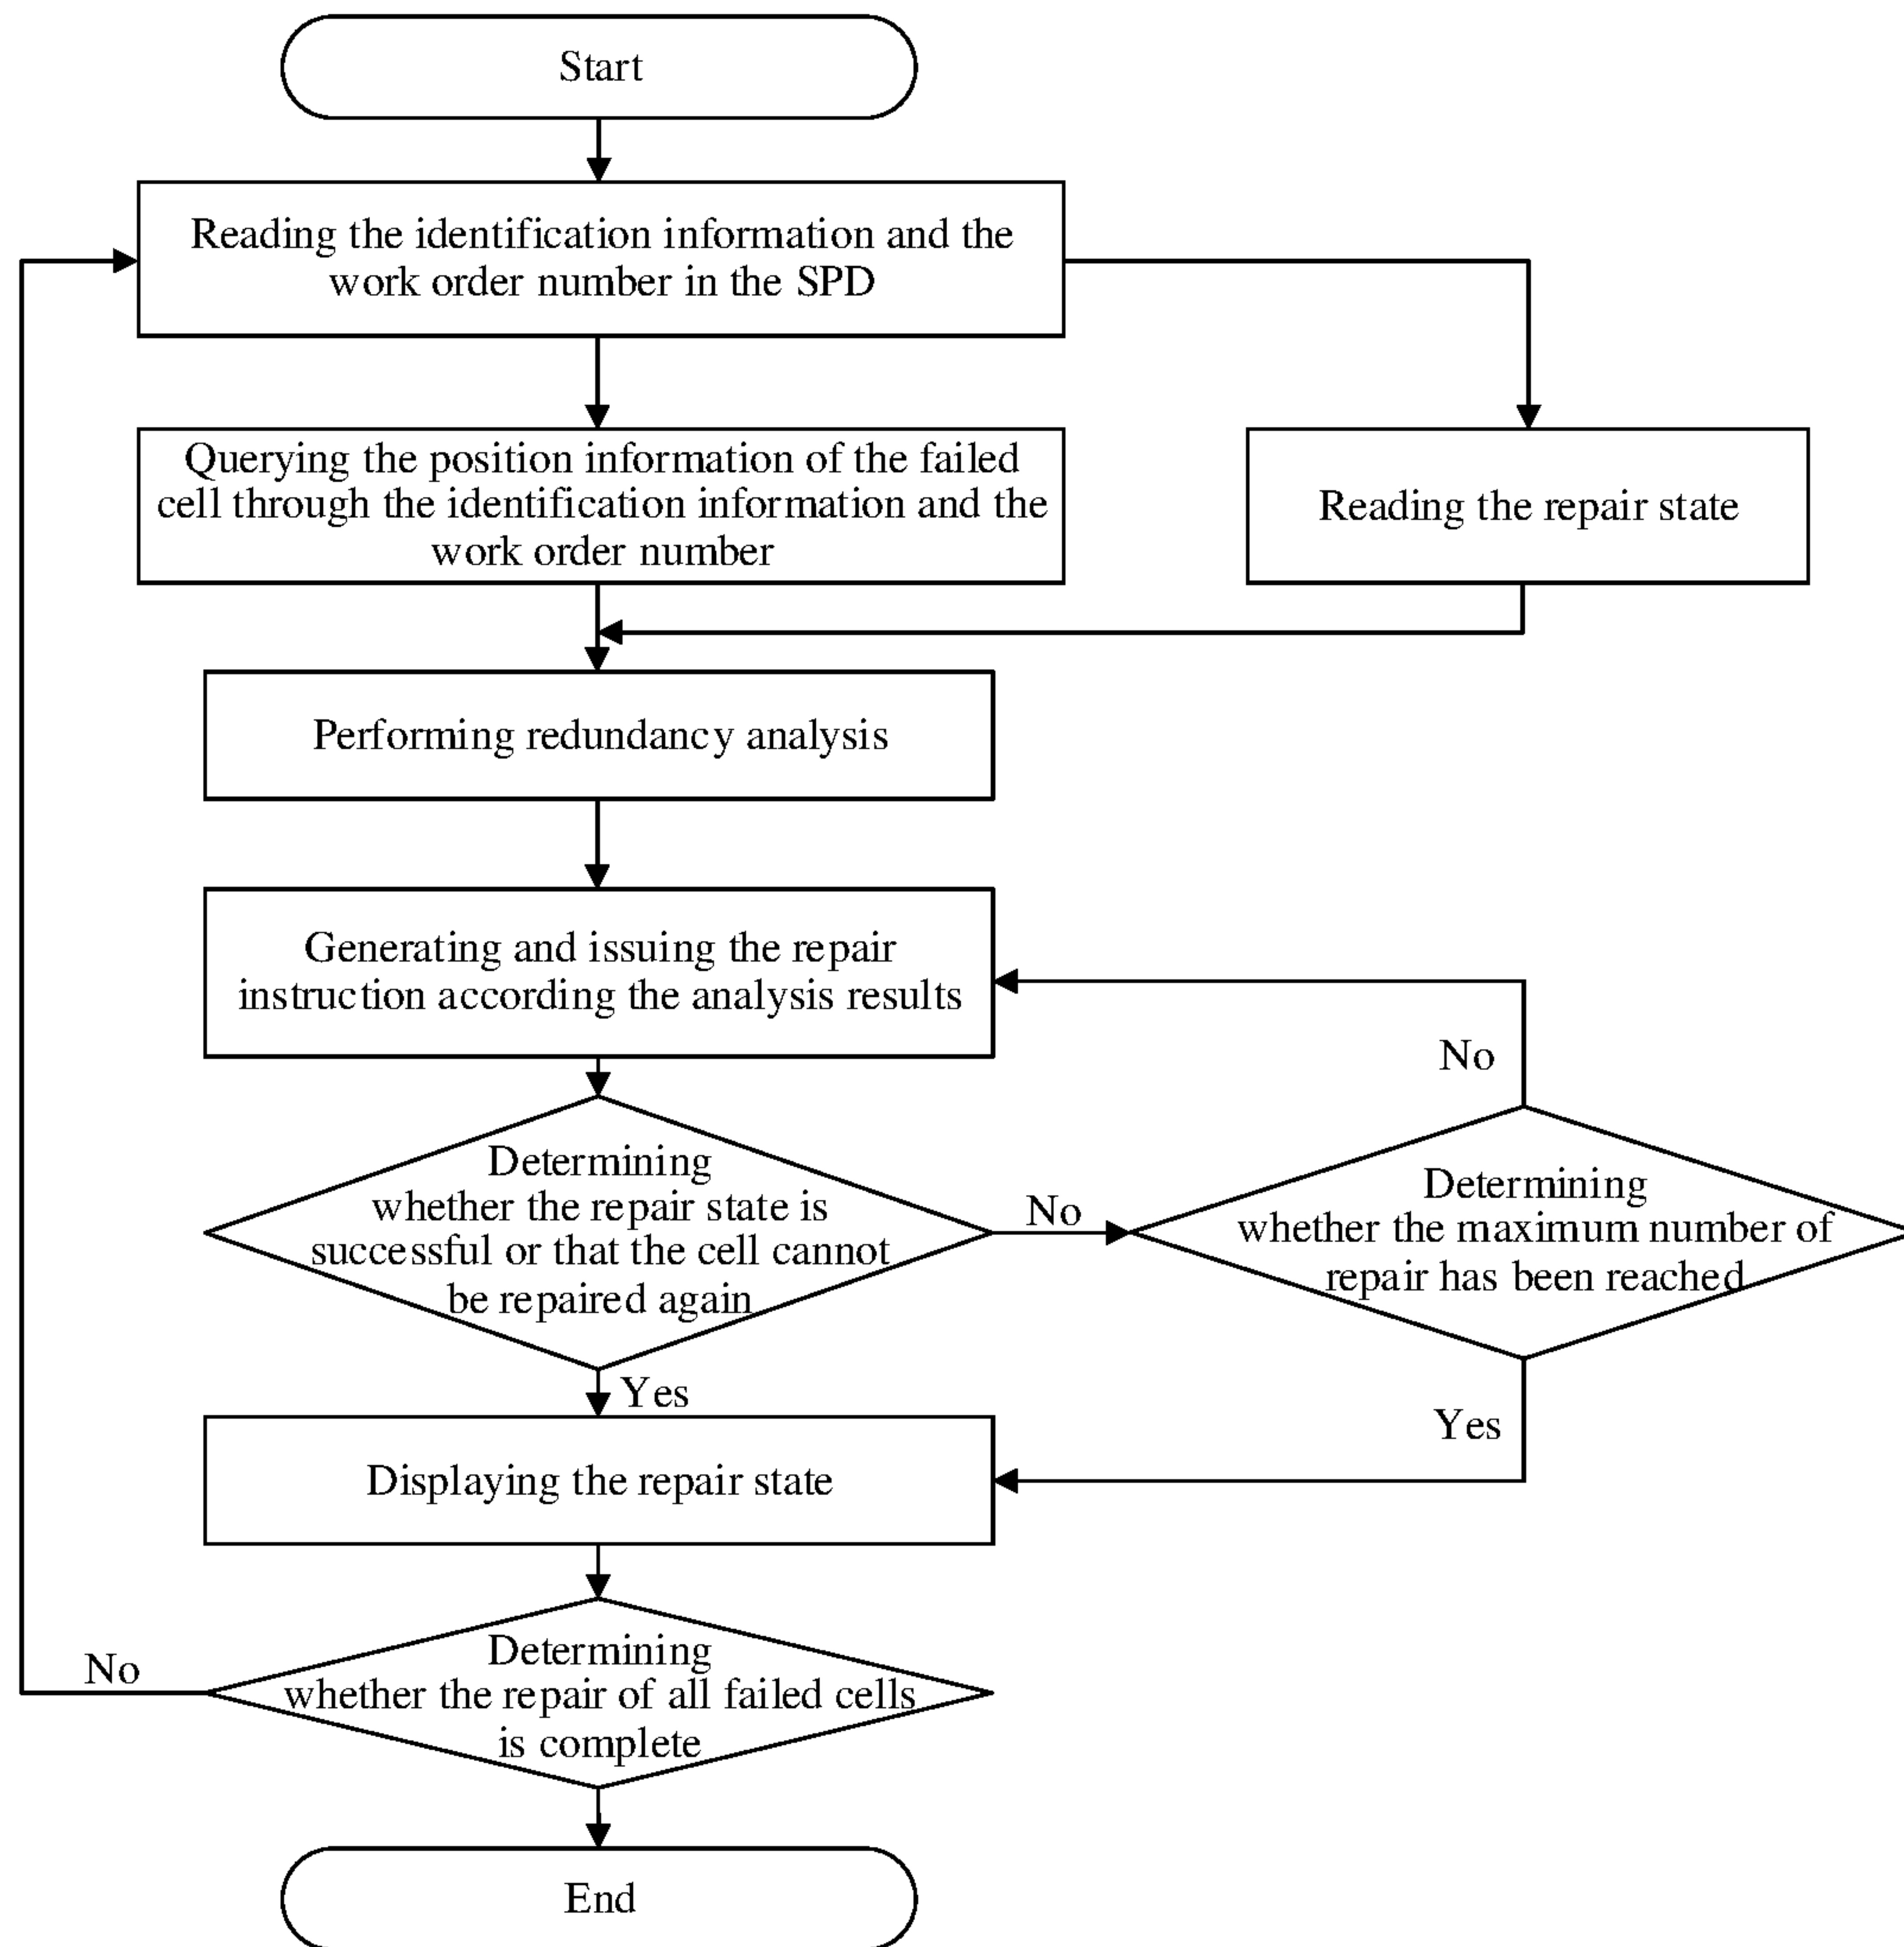 Start
Reading the identification information and the
work order number in the SPD
Querying the position information of the failed
cell through the identification information and the
work order number
Reading the repair state
Performing redundancy analysis
Generating and issuing the repair
instruction according the analysis results
No
Determining
whether the repair state is
successful or that the cell cannot
be repaired again
No
Determining
whether the maximum number of
repair has been reached
Yes
Yes
Displaying the repair state
No
Determining
whether the repair of all failed cells
is complete
End